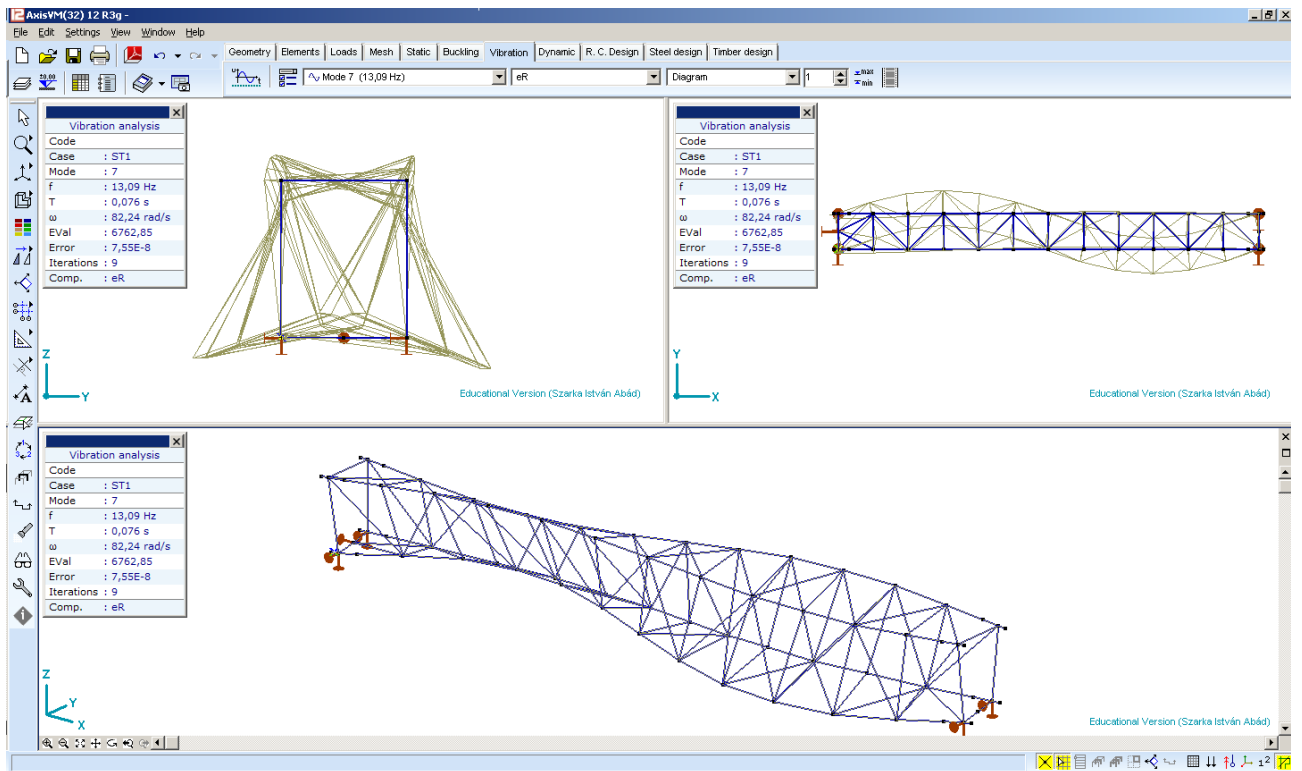 AxisVM(32) 12 R3g -
File Edit Settings View Window Help
Geometry Elements Loads Mesh Static Buckling Vibration Dynamic R. C. Design Steel design Timber design
Mode 7 (13,09 Hz) eR Diagram 1 max
min
Vibration analysis
Code
Case : ST1
Mode : 7
f : 13,09 Hz
T : 0,076 s
ω : 82,24 rad/s
EVal : 6762,85
Error : 7,55E-8
Iterations : 9
Comp. : eR
Z
Y
Educational Version (Szarka István Abád)
Vibration analysis
Code
Case : ST1
Mode : 7
f : 13,09 Hz
T : 0,076 s
ω : 82,24 rad/s
EVal : 6762,85
Error : 7,55E-8
Iterations : 9
Comp. : eR
Y
X
Educational Version (Szarka István Abád)
Vibration analysis
Code
Case : ST1
Mode : 7
f : 13,09 Hz
T : 0,076 s
ω : 82,24 rad/s
EVal : 6762,85
Error : 7,55E-8
Iterations : 9
Comp. : eR
Z
Y
X
Educational Version (Szarka István Abád)